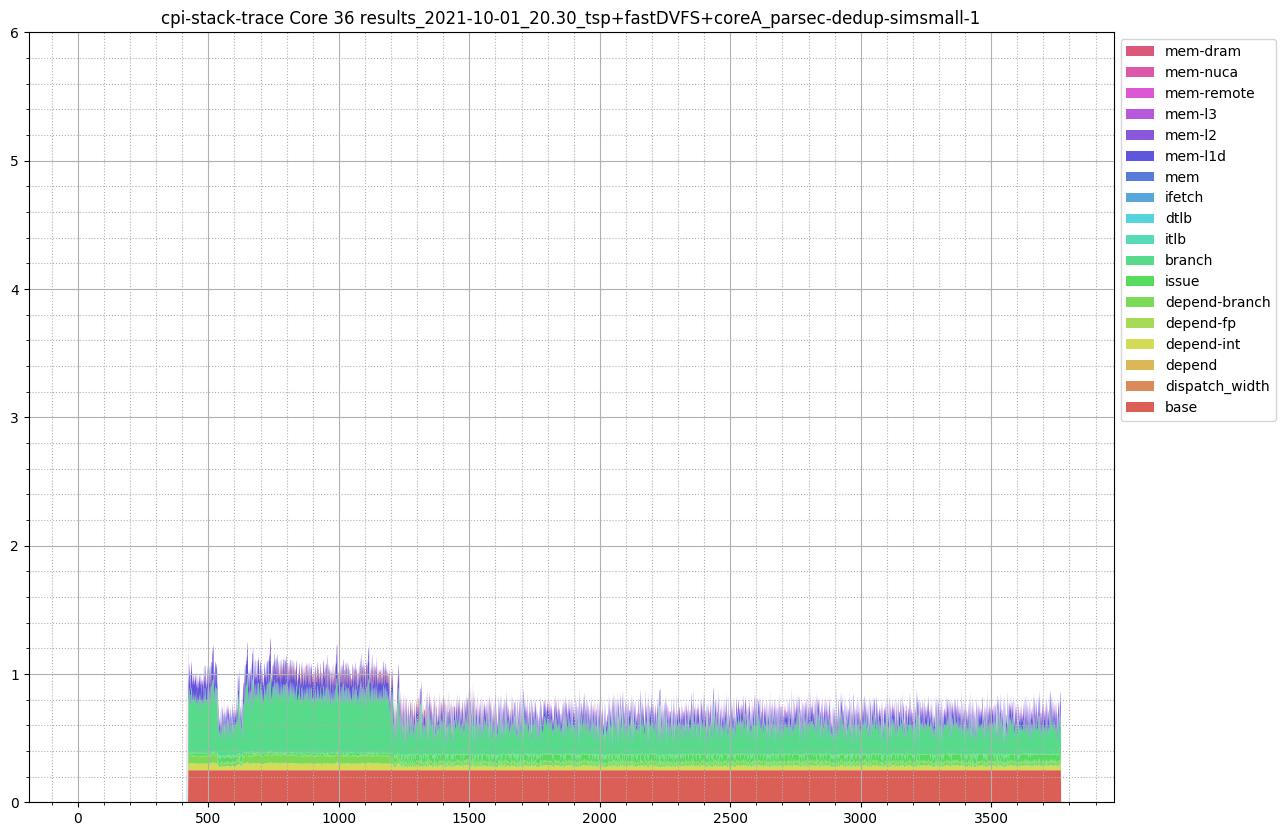 cpi-stack-trace Core 36 results_2021-10-01_20.30_tsp+fastDVFS+coreA_parsec-dedup-simsmall-1
6
5
4
3
2
1
0
0 500 1000 1500 2000 2500 3000 3500
mem-dram
mem-nuca
mem-remote
mem-l3
mem-l2
mem-l1d
mem
ifetch
dtlb
itlb
branch
issue
depend-branch
depend-fp
depend-int
depend
dispatch_width
base